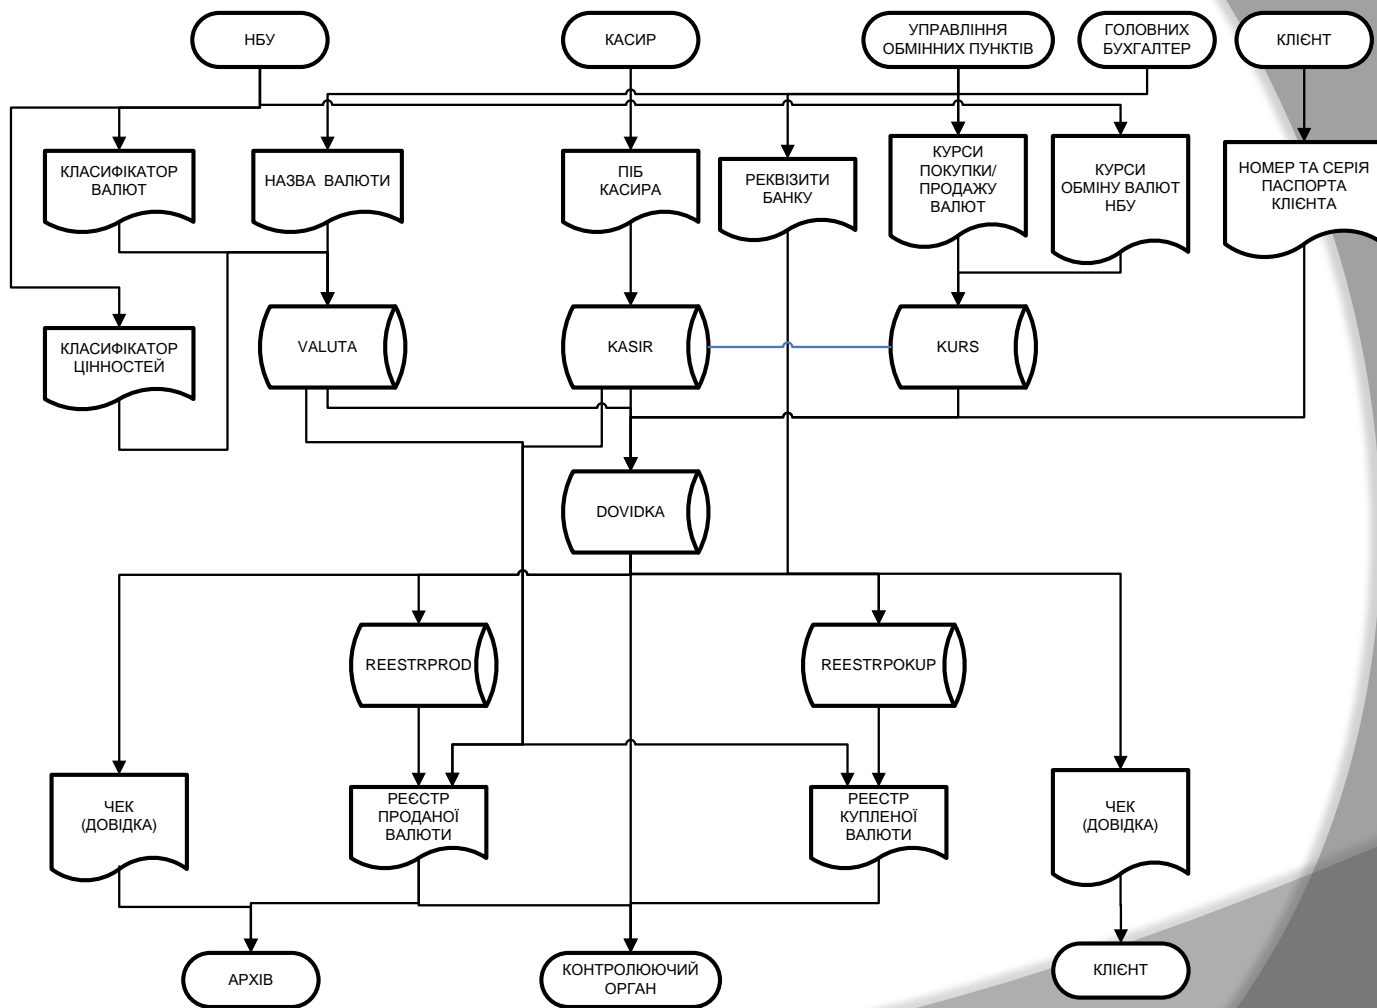 НБУ
КАСИР
УПРАВЛІННЯ
ОБМІННИХ ПУНКТІВ
ГОЛОВНИХ
БУХГАЛТЕР
КЛІЄНТ
КЛАСИФІКАТОР
ВАЛЮТ
НАЗВА ВАЛЮТИ
ПІБ
КАСИРА
РЕКВІЗИТИ
БАНКУ
КУРСИ
ПОКУПКИ/
ПРОДАЖУ
ВАЛЮТ
КУРСИ
ОБМІНУ ВАЛЮТ
НБУ
НОМЕР ТА СЕРІЯ
ПАСПОРТА
КЛІЄНТА
КЛАСИФІКАТОР
ЦІННОСТЕЙ
VALUTA
KASIR
KURS
DOVIDKA
REESTRPROD
REESTRPOKUP
ЧЕК
(ДОВІДКА)
РЕЄСТР
ПРОДАНОЇ
ВАЛЮТИ
РЕЕСТР
КУПЛЕНОЇ
ВАЛЮТИ
ЧЕК
(ДОВІДКА)
АРХІВ
КОНТРОЛЮЮЧИЙ
ОРГАН
КЛІЄНТ